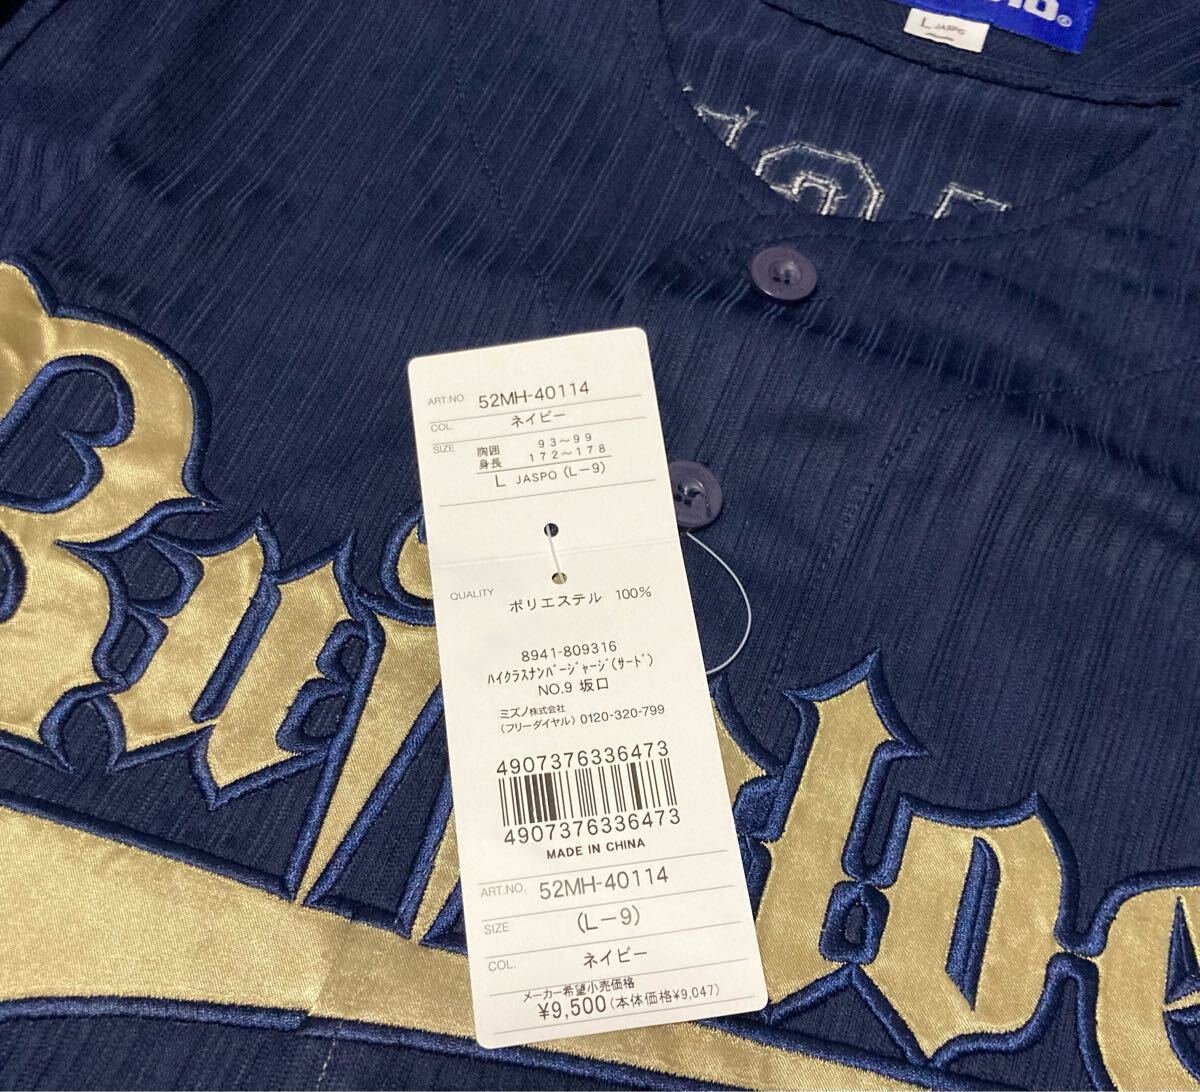 L JASPO
ART.NO. 52MH-40114
COL. ネイビー
SIZE 胸囲 93〜99
身長 172〜178
L JASPO (L−9)
QUALITY ポリエステル 100%
8941-809316
ハイクラスナンバージャージ(サード)
NO.9 坂口
ミズノ株式会社
(フリーダイヤル) 0120-320-799
4907376336473
4907376336473
MADE IN CHINA
ART.NO. 52MH-40114
SIZE (L−9)
COL. ネイビー
メーカー希望小売価格
¥9,500(本体価格¥9,047)